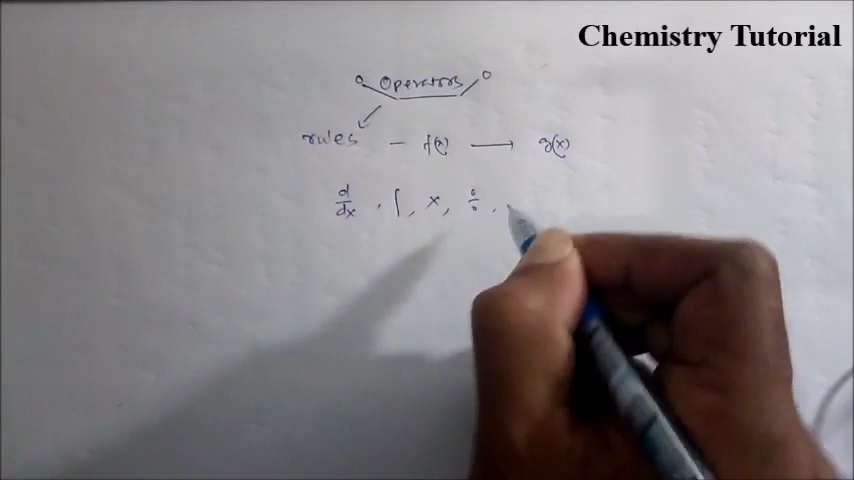 Chemistry Tutorial
Operators
rules – f(x) ⟶ g(x)
d/dx, ∫, ×, ÷,